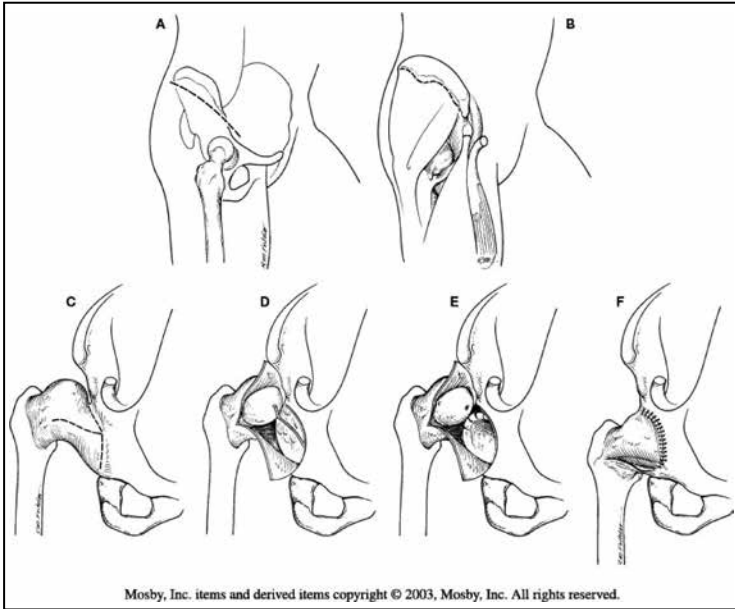 A
B
C
D
E
F
Mosby, Inc. items and derived items copyright © 2003, Mosby, Inc. All rights reserved.